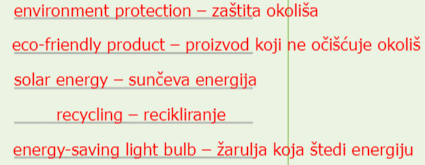 environment protection – zaštita okoliša
eco-friendly product – proizvod koji ne očišćuje okoliš
solar energy – sunčeva energija
recycling – recikliranje
energy-saving light bulb – žarulja koja štedi energiju